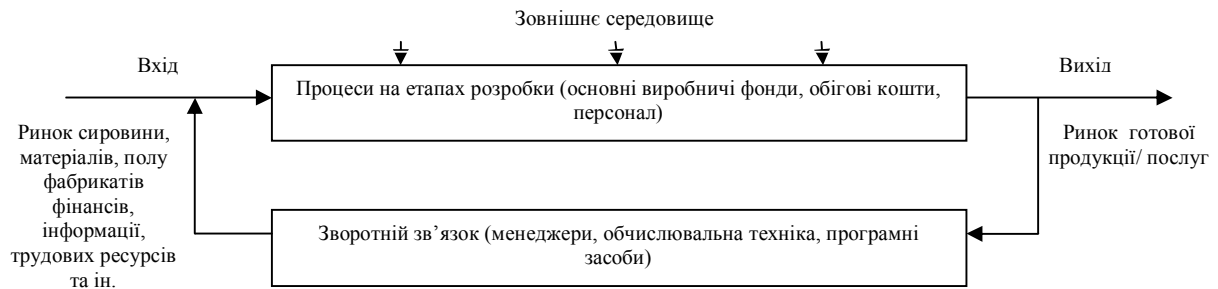 Зовнішнє середовище
Вхід
Вихід
Процеси на етапах розробки (основні виробничі фонди, обігові кошти,
персонал)
Ринок сировини,
матеріалів, полу
фабрикатів
фінансів,
інформації,
трудових ресурсів
та ін.
Ринок готової
продукції/ послуг
Зворотній зв’язок (менеджери, обчислювальна техніка, програмні
засоби)